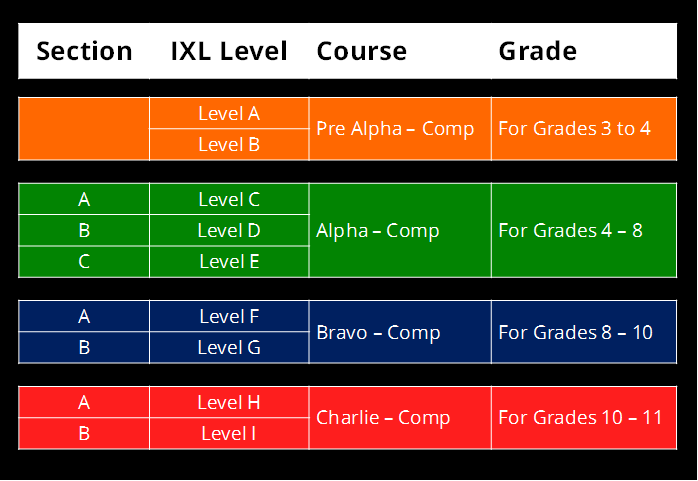 Section IXL Level Course Grade
Level A
Pre Alpha – Comp For Grades 3 to 4
Level B
A Level C
B Level D Alpha – Comp For Grades 4 – 8
C Level E
A Level F
Bravo – Comp For Grades 8 – 10
B Level G
A Level H
Charlie – Comp For Grades 10 – 11
B Level I